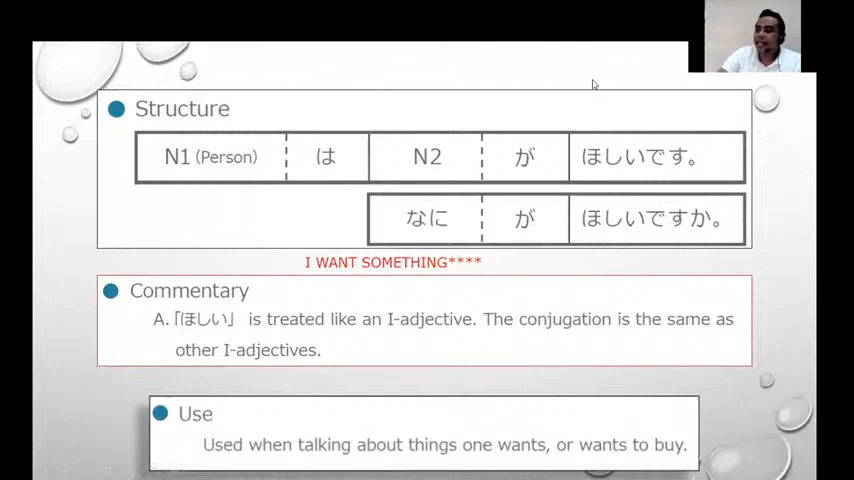 Structure
N1 (Person) は N2 が ほしいです。
なに が ほしいですか。
I WANT SOMETHING****
Commentary
A.「ほしい」 is treated like an I-adjective. The conjugation is the same as
other I-adjectives.
Use
Used when talking about things one wants, or wants to buy.